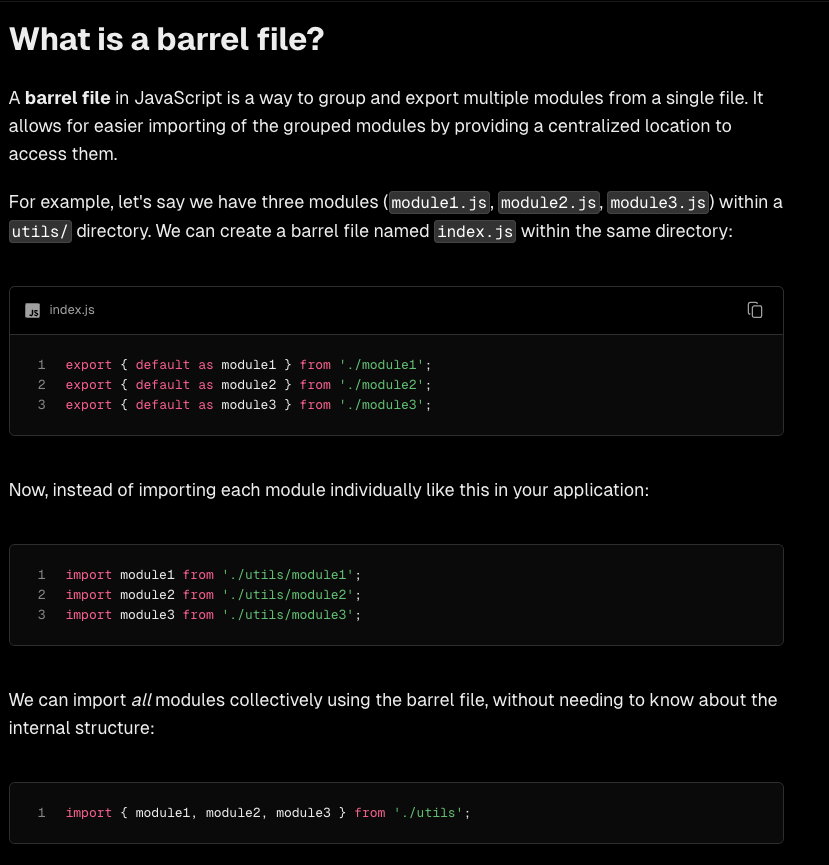 What is a barrel file?
A barrel file in JavaScript is a way to group and export multiple modules from a single file. It
allows for easier importing of the grouped modules by providing a centralized location to
access them.
For example, let's say we have three modules (module1.js, module2.js, module3.js) within a
utils/ directory. We can create a barrel file named index.js within the same directory:
JS index.js
1 export { default as module1 } from './module1';
2 export { default as module2 } from './module2';
3 export { default as module3 } from './module3';
Now, instead of importing each module individually like this in your application:
1 import module1 from './utils/module1';
2 import module2 from './utils/module2';
3 import module3 from './utils/module3';
We can import all modules collectively using the barrel file, without needing to know about the
internal structure:
1 import { module1, module2, module3 } from './utils';